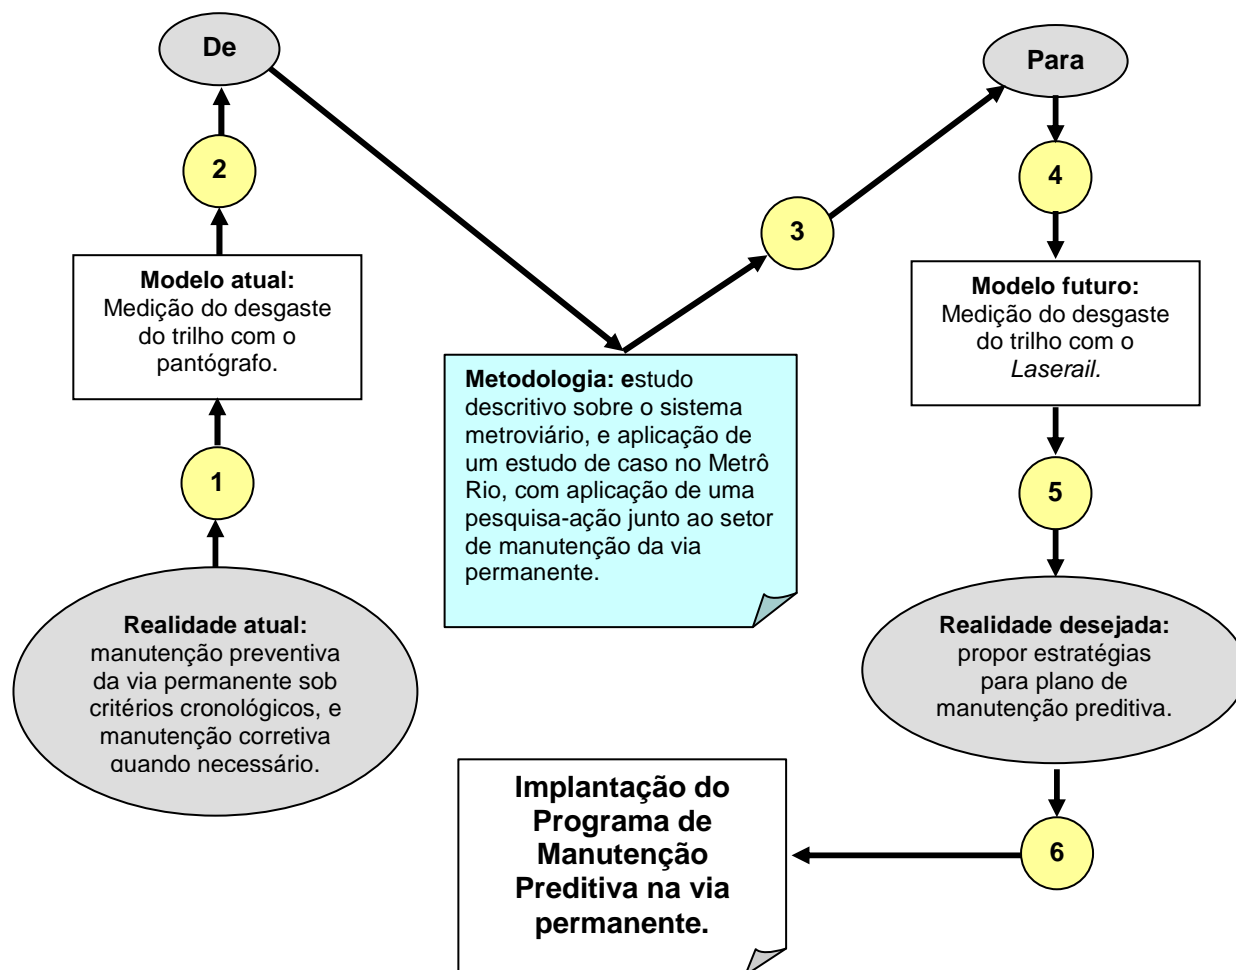 De
Para
2
4
3
Modelo atual:
Medição do desgaste
do trilho com o
pantógrafo.
Modelo futuro:
Medição do desgaste
do trilho com o
Laserail.
Metodologia: estudo
descritivo sobre o sistema
metroviário, e aplicação de
um estudo de caso no Metrô
Rio, com aplicação de uma
pesquisa-ação junto ao setor
de manutenção da via
permanente.
1
5
Realidade atual:
manutenção preventiva
da via permanente sob
critérios cronológicos, e
manutenção corretiva
quando necessário.
Realidade desejada:
propor estratégias
para plano de
manutenção preditiva.
Implantação do
Programa de
Manutenção
Preditiva na via
permanente.
6